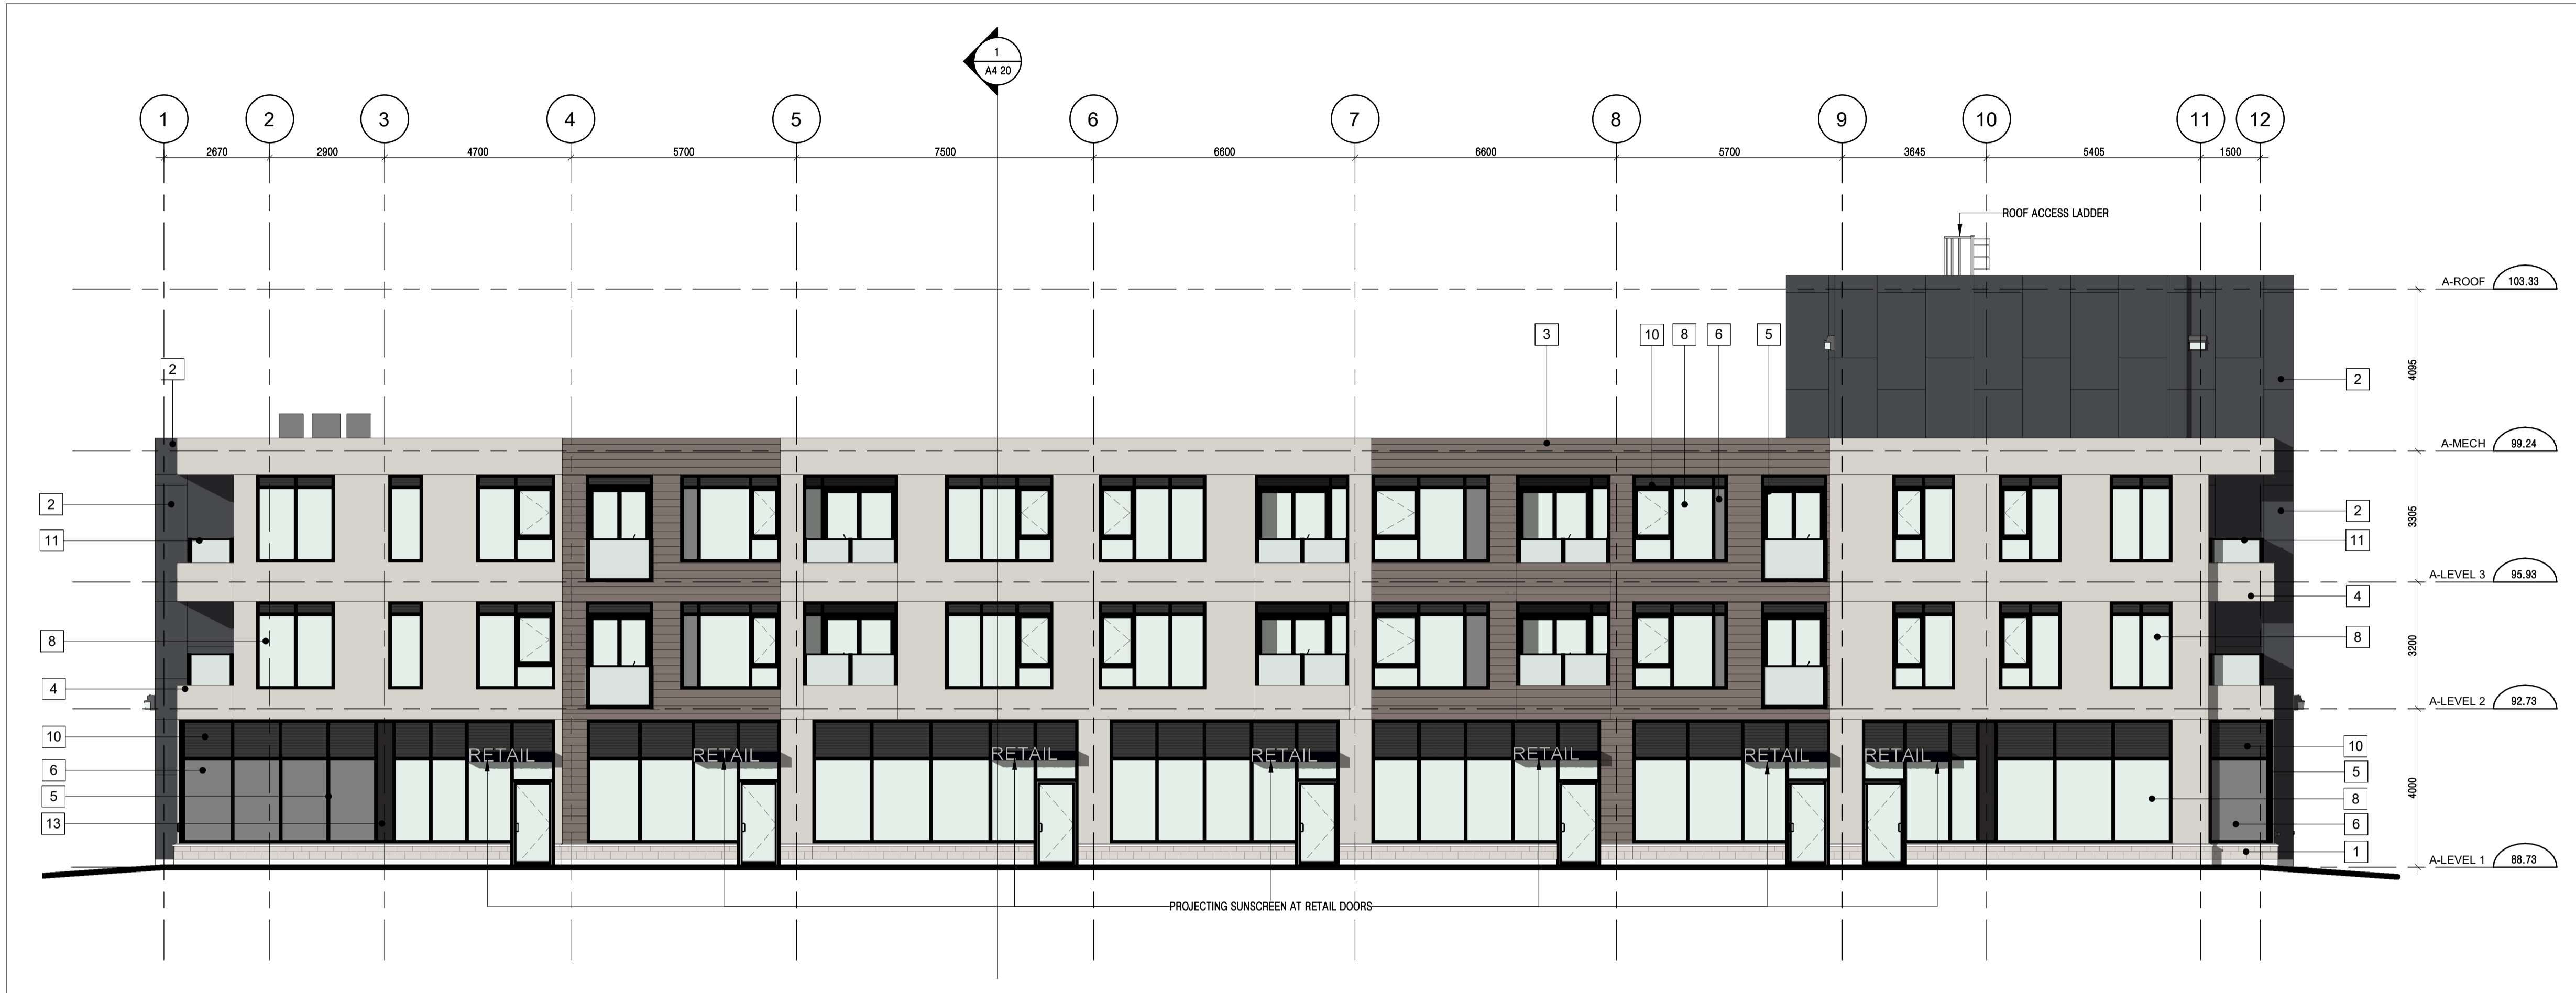 1
A4 20
1 2 3 4 5 6 7 8 9 10 11 12
2670 2900 4700 5700 7500 6600 6600 5700 3645 5405 1500
ROOF ACCESS LADDER
A-ROOF 103.33
3 10 8 6 5
2
4095
2
A-MECH 99.24
2
2
11
3305
11
A-LEVEL 3 95.93
4
8
8
3200
4
A-LEVEL 2 92.73
10
10
RETAIL RETAIL RETAIL RETAIL RETAIL RETAIL RETAIL
6
5
5
4000
8
13
6
1
A-LEVEL 1 88.73
PROJECTING SUNSCREEN AT RETAIL DOORS